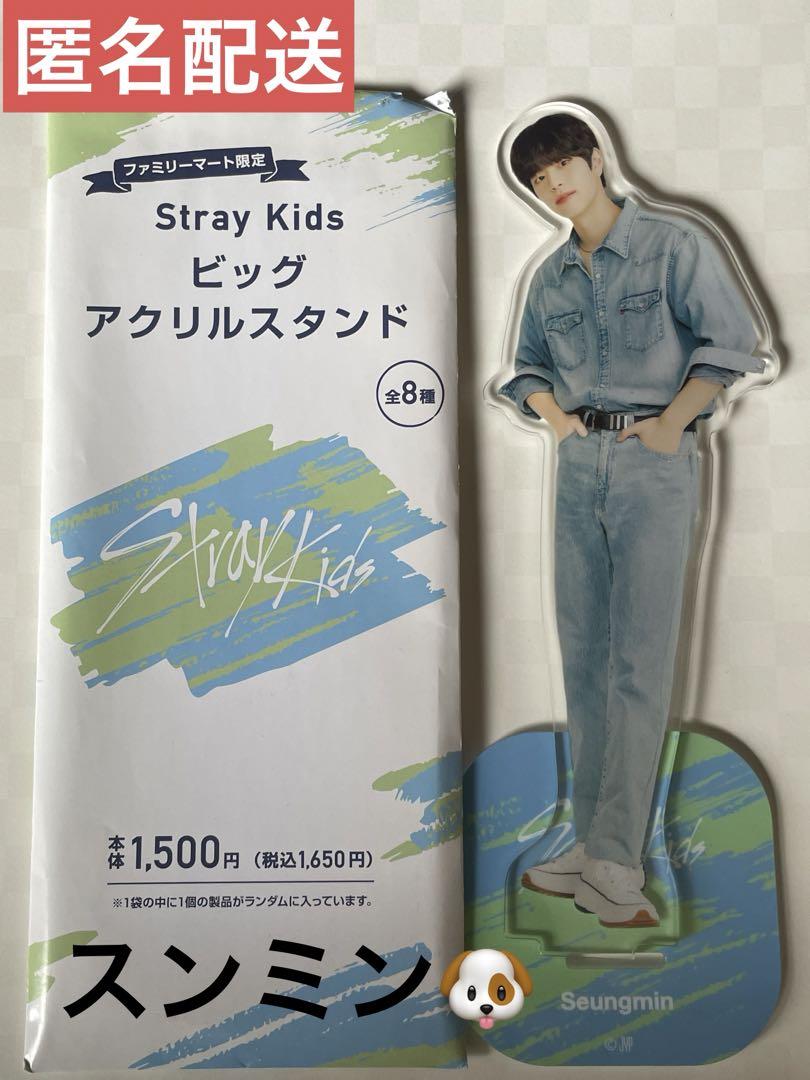 匿名配送
ファミリーマート限定
Stray Kids
ビッグ
アクリルスタンド
全8種
Stray Kids
本体1,500円（税込1,650円）
※1袋の中に1個の製品がランダムに入っています。
スンミン🐶
Kids
Seungmin
© JYP